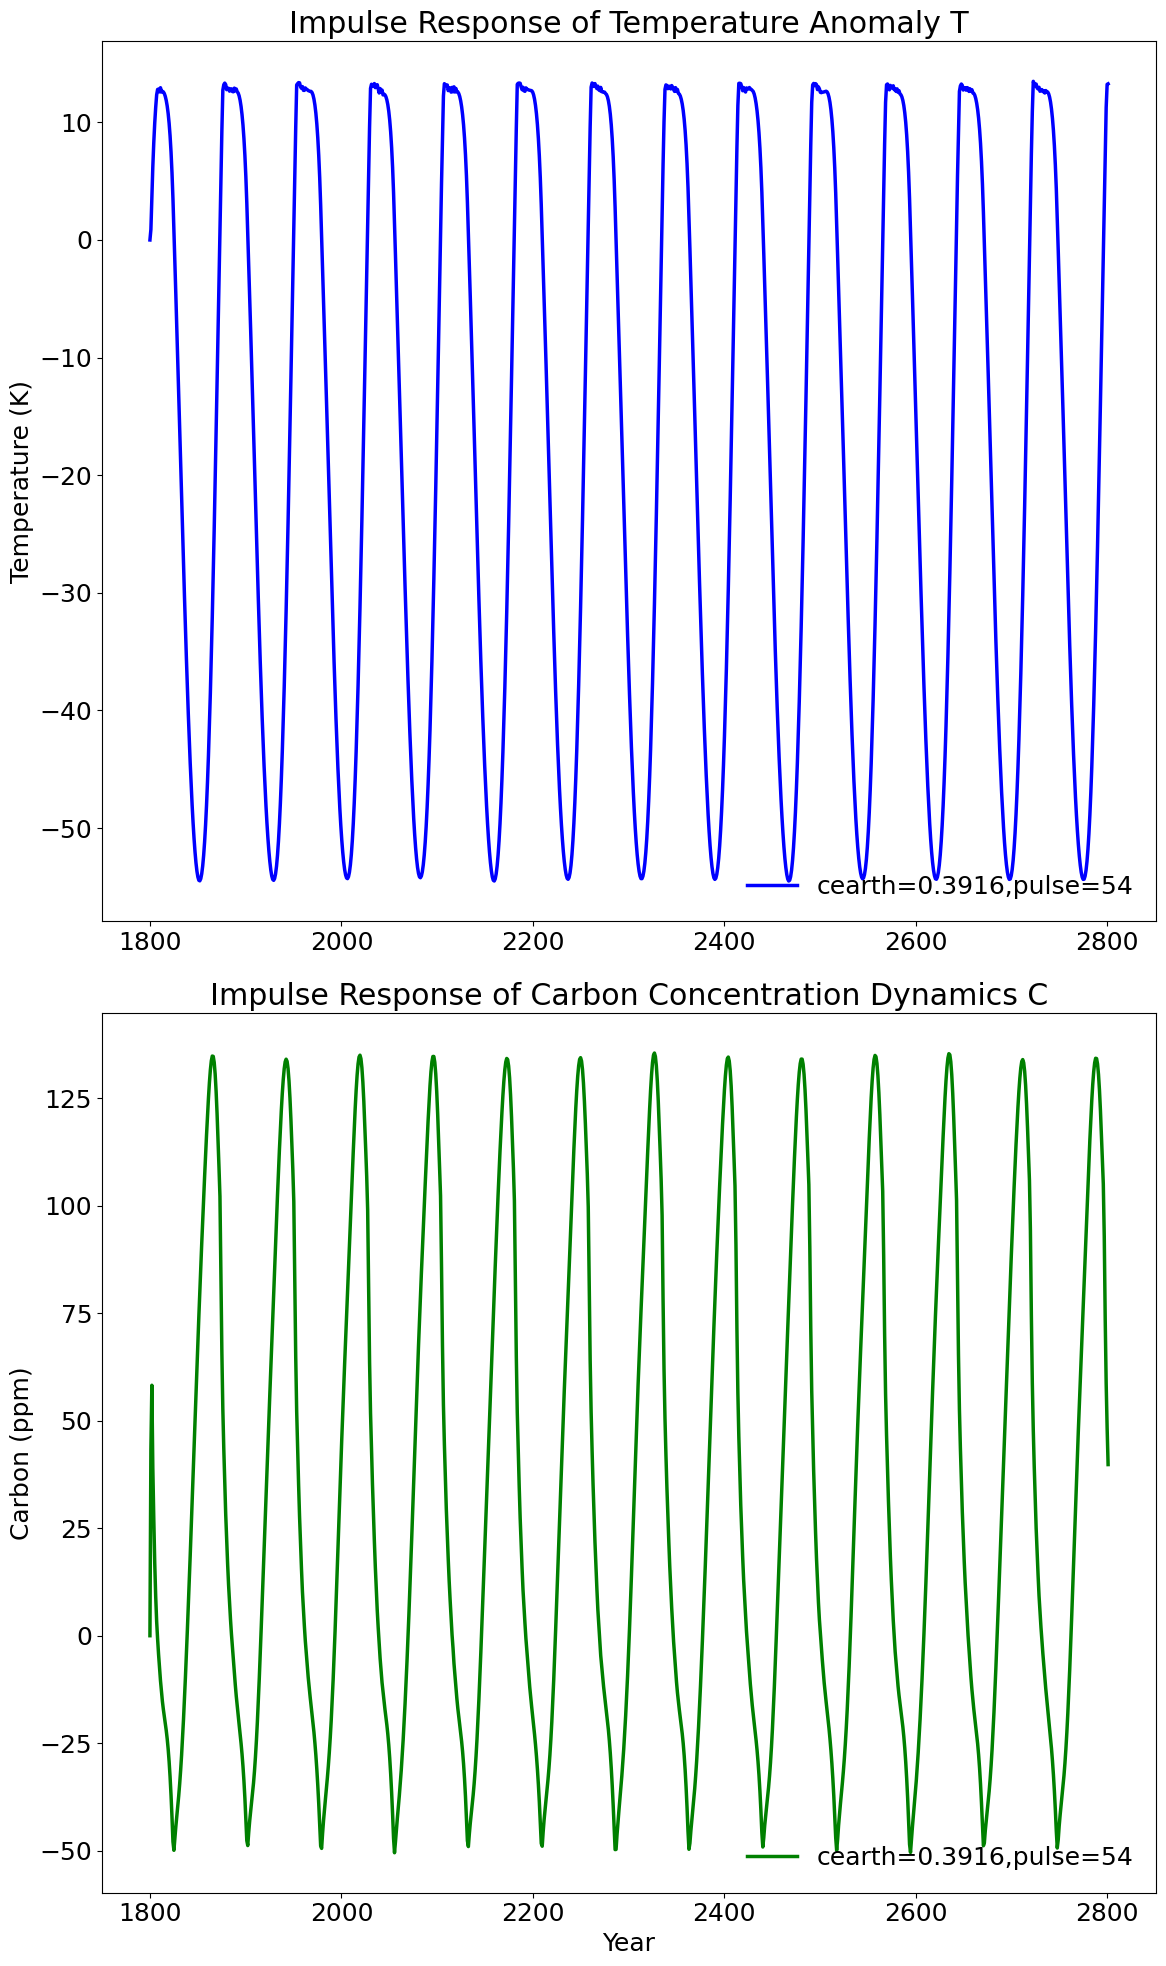 Impulse Response of Temperature Anomaly T
10
0
−10
−20
−30
−40
−50
Temperature (K)
cearth=0.3916,pulse=54
1800 2000 2200 2400 2600 2800
Impulse Response of Carbon Concentration Dynamics C
125
100
75
50
25
0
−25
−50
Carbon (ppm)
cearth=0.3916,pulse=54
1800 2000 2200 2400 2600 2800
Year